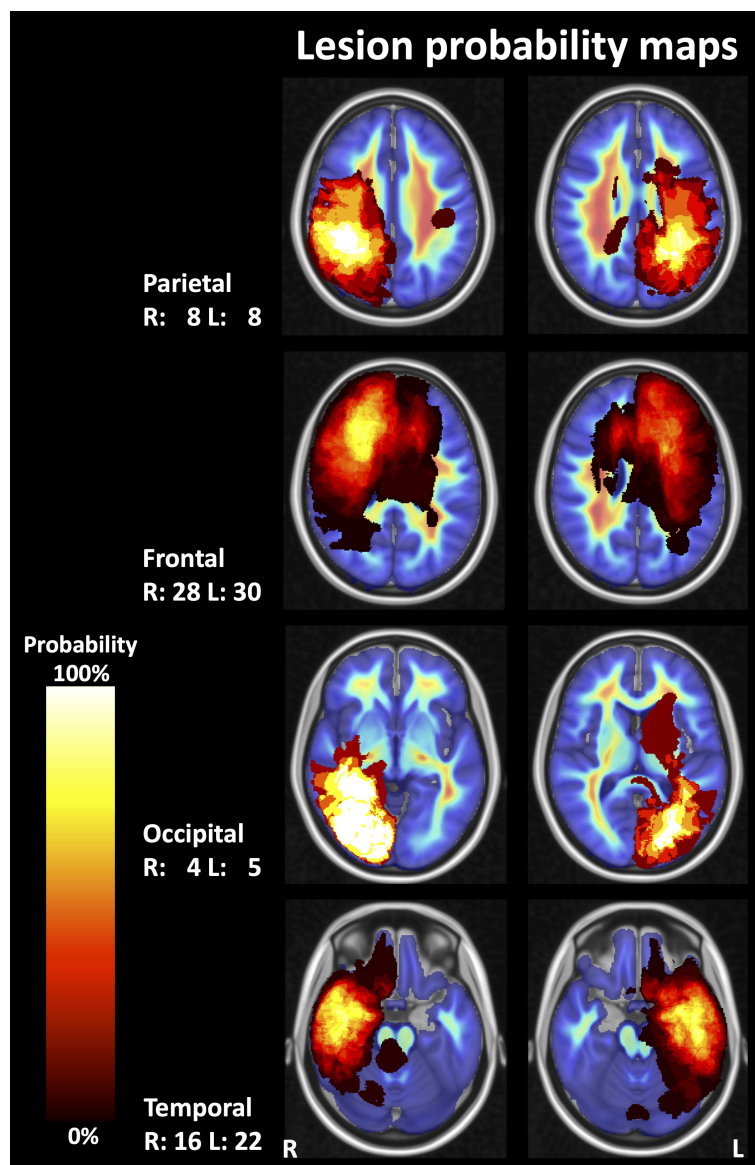 Lesion probability maps
Parietal
R: 8 L: 8
Frontal
R: 28 L: 30
Probability
100%
Occipital
R: 4 L: 5
Temporal
0%
R: 16 L: 22
R
L